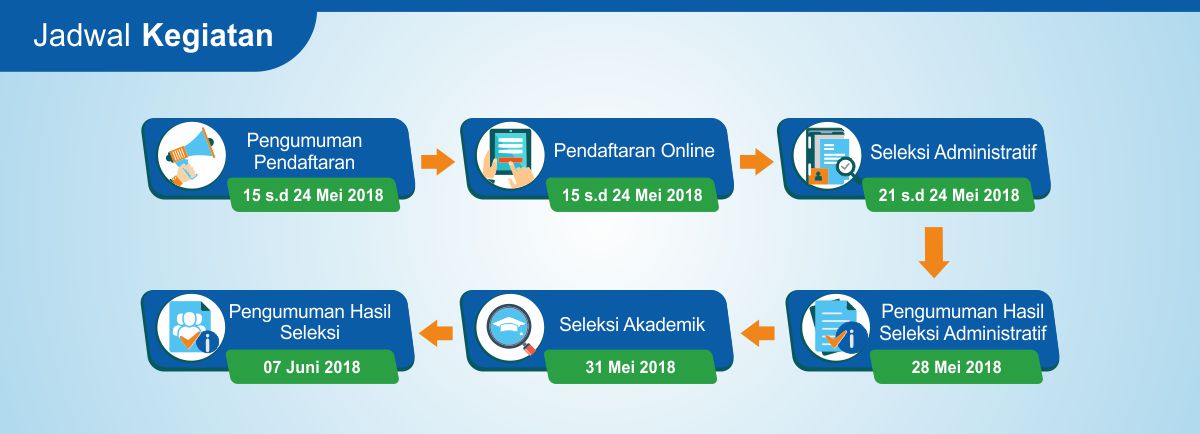 Jadwal Kegiatan
Pengumuman
Pendaftaran
15 s.d 24 Mei 2018
Pendaftaran Online
15 s.d 24 Mei 2018
Seleksi Administratif
21 s.d 24 Mei 2018
Pengumuman Hasil
Seleksi Administratif
28 Mei 2018
Seleksi Akademik
31 Mei 2018
Pengumuman Hasil
Seleksi
07 Juni 2018